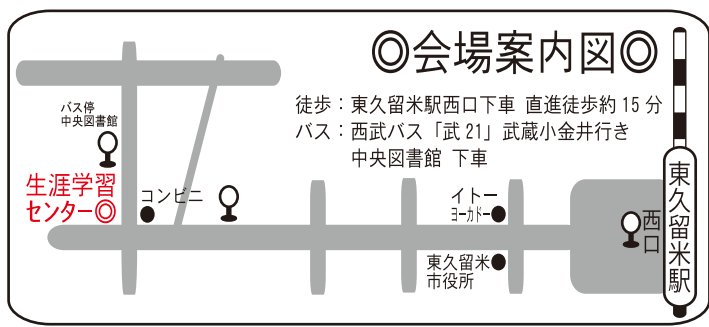 ◎会場案内図◎
徒歩：東久留米駅西口下車 直進徒歩約15分
バス：西武バス「武21」武蔵小金井行き
中央図書館 下車
バス停
中央図書館
生涯学習
センター◎
コンビニ
イトー
ヨーカドー
東久留米
市役所
西口
東久留米駅